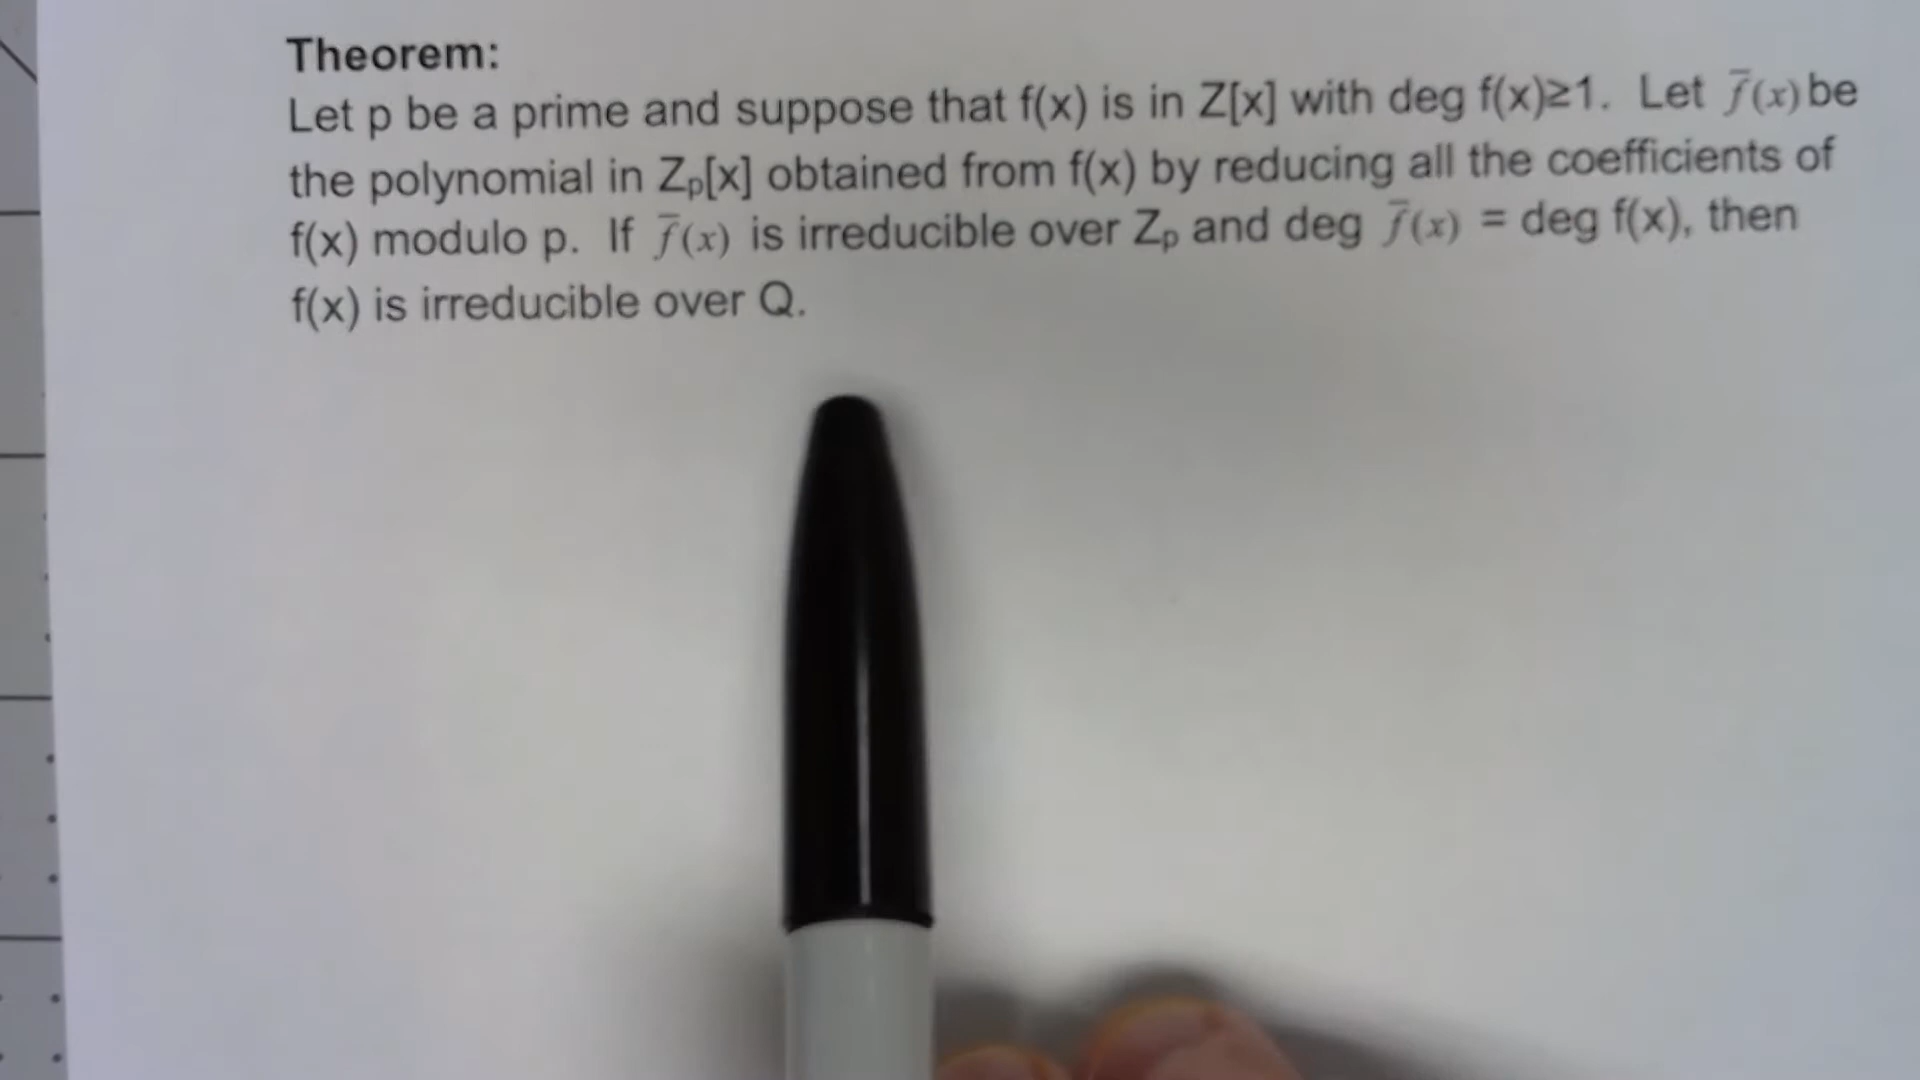 Theorem:
Let p be a prime and suppose that f(x) is in Z[x] with deg f(x)≥1. Let f̅(x) be
the polynomial in Zₚ[x] obtained from f(x) by reducing all the coefficients of
f(x) modulo p. If f̅(x) is irreducible over Zₚ and deg f̅(x) = deg f(x), then
f(x) is irreducible over Q.